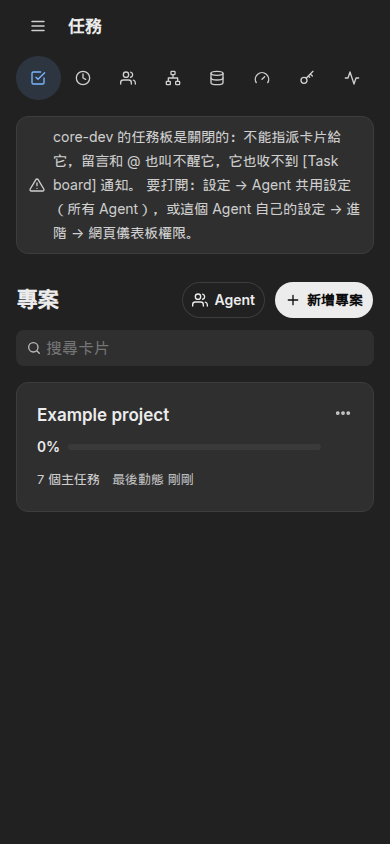 任務
core-dev 的任務板是關閉的：不能指派卡片給
它，留言和 @ 也叫不醒它，它也收不到 [Task
board] 通知。 要打開：設定 → Agent 共用設定
（所有 Agent），或這個 Agent 自己的設定 → 進
階 → 網頁儀表板權限。
專案
Agent
新增專案
搜尋卡片
Example project
0%
7 個主任務 最後動態 剛剛